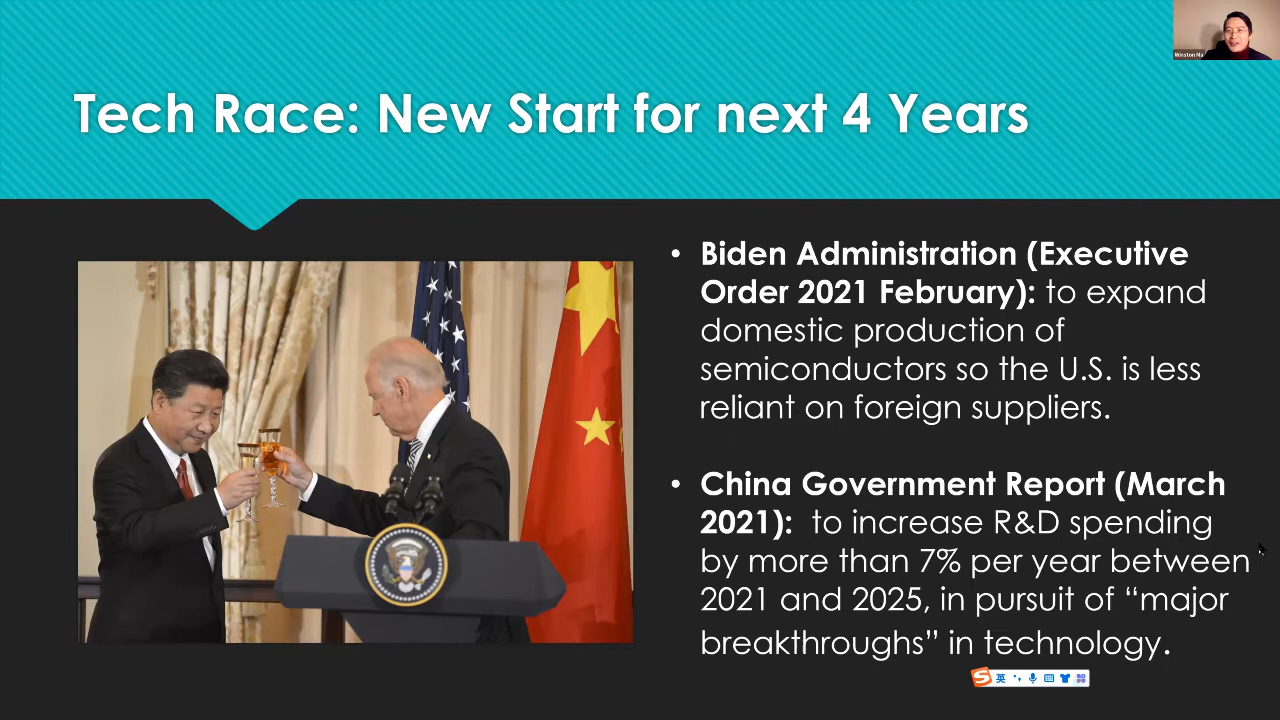 Winston Ma
Tech Race: New Start for next 4 Years
• Biden Administration (Executive
Order 2021 February): to expand
domestic production of
semiconductors so the U.S. is less
reliant on foreign suppliers.
• China Government Report (March
2021): to increase R&D spending
by more than 7% per year between
2021 and 2025, in pursuit of “major
breakthroughs” in technology.
英